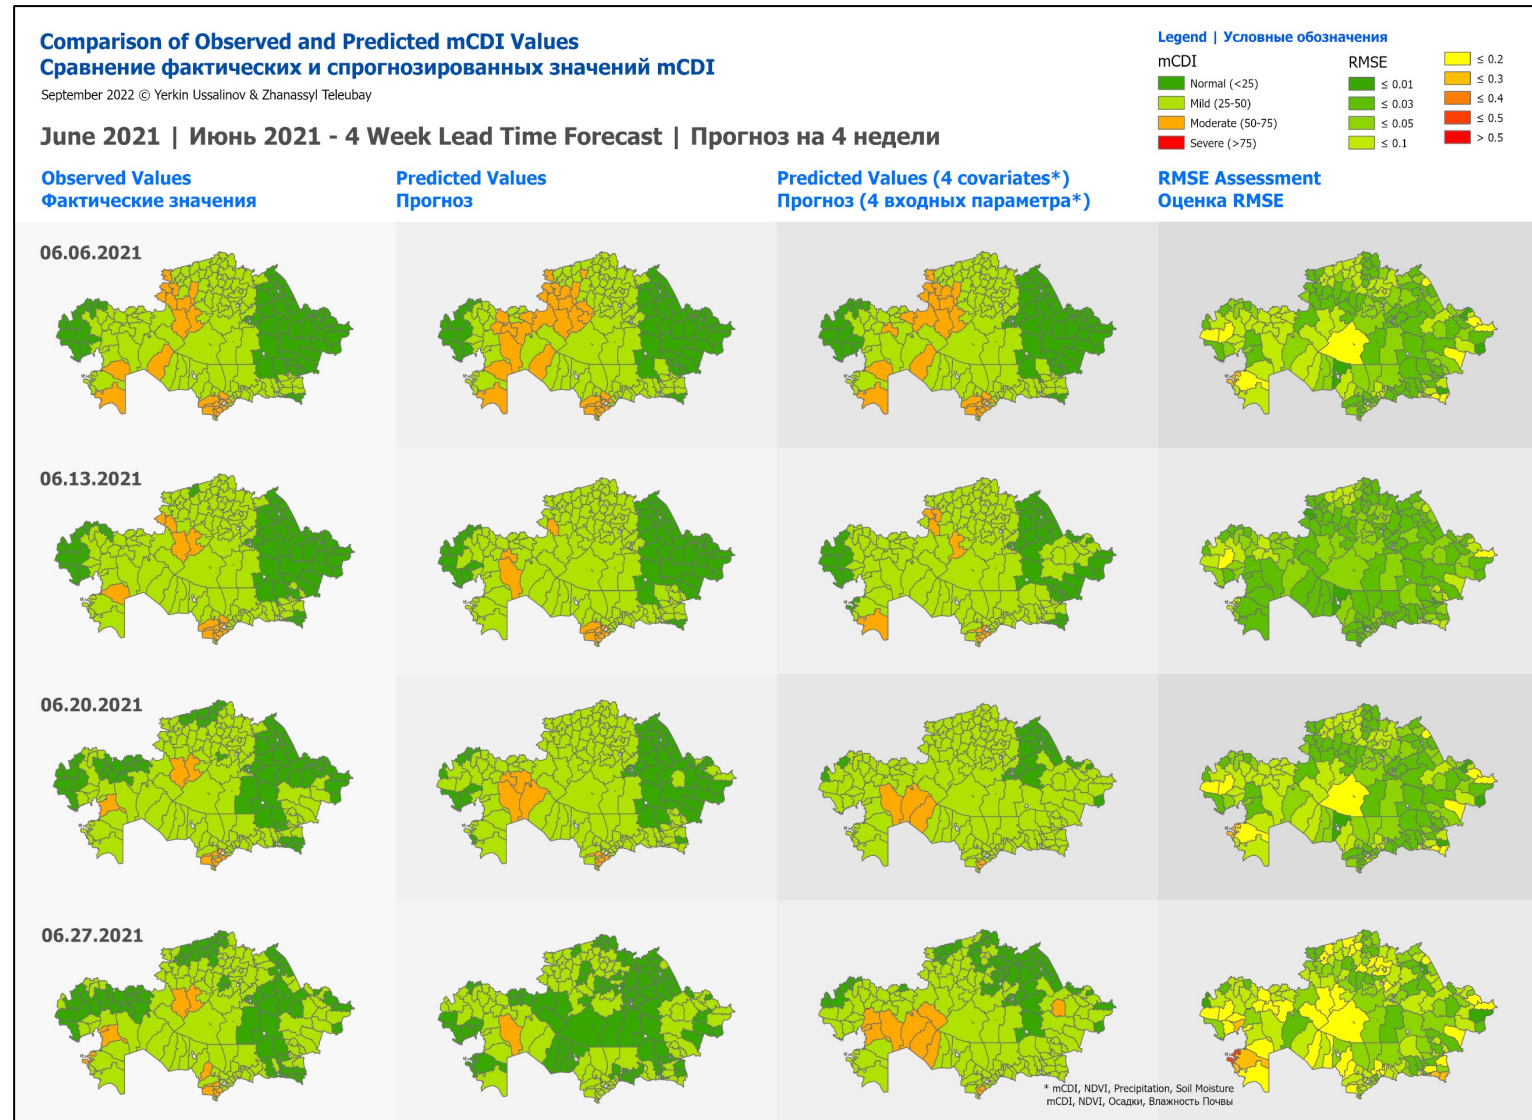 Comparison of Observed and Predicted mCDI Values
Сравнение фактических и спрогнозированных значений mCDI
September 2022 © Yerkin Ussalinov & Zhanassyl Teleubay
June 2021 | Июнь 2021 - 4 Week Lead Time Forecast | Прогноз на 4 недели
Legend | Условные обозначения
mCDI
Normal (<25)
Mild (25-50)
Moderate (50-75)
Severe (>75)
RMSE
≤ 0.01
≤ 0.03
≤ 0.05
≤ 0.1
≤ 0.2
≤ 0.3
≤ 0.4
≤ 0.5
> 0.5
Observed Values
Фактические значения
Predicted Values
Прогноз
Predicted Values (4 covariates*)
Прогноз (4 входных параметра*)
RMSE Assessment
Оценка RMSE
06.06.2021
06.13.2021
06.20.2021
06.27.2021
* mCDI, NDVI, Precipitation, Soil Moisture
mCDI, NDVI, Осадки, Влажность Почвы